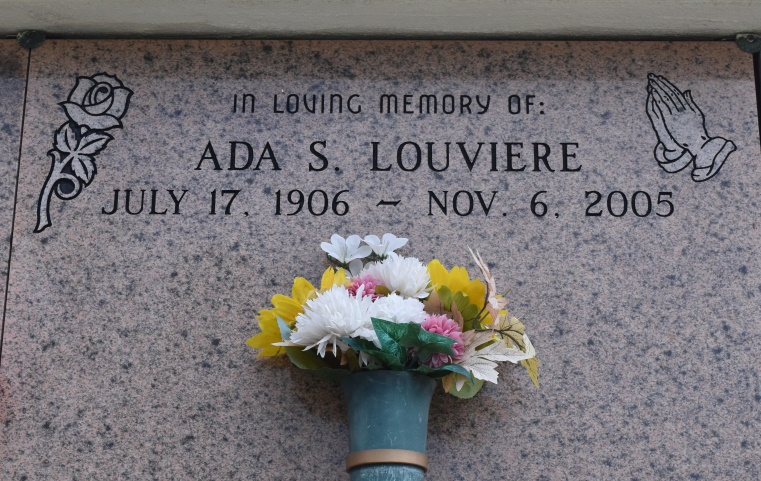 IN LOVING MEMORY OF:
ADA S. LOUVIERE
JULY 17, 1906 – NOV. 6, 2005